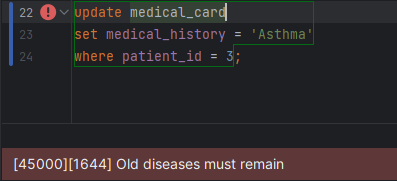 22 update medical_card
23 set medical_history = 'Asthma'
24 where patient_id = 3;
[45000][1644] Old diseases must remain